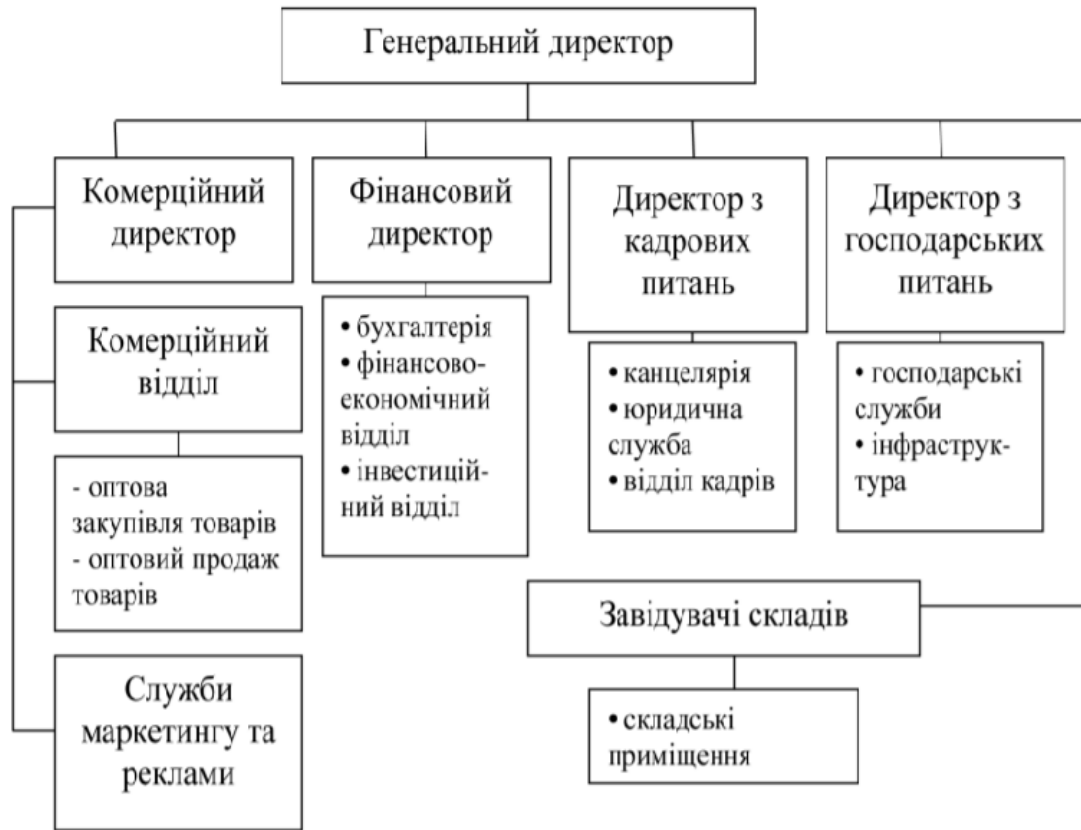 Генеральний директор
Комерційний
директор
Фінансовий
директор
Директор з
кадрових
питань
Директор з
господарських
питань
Комерційний
відділ
• бухгалтерія
• фінансово-
економічний
відділ
• інвестицій-
ний відділ
• канцелярія
• юридична
служба
• відділ кадрів
• господарські
служби
• інфраструк-
тура
- оптова
закупівля товарів
- оптовий продаж
товарів
Завідувачі складів
Служби
маркетингу та
реклами
• складські
приміщення